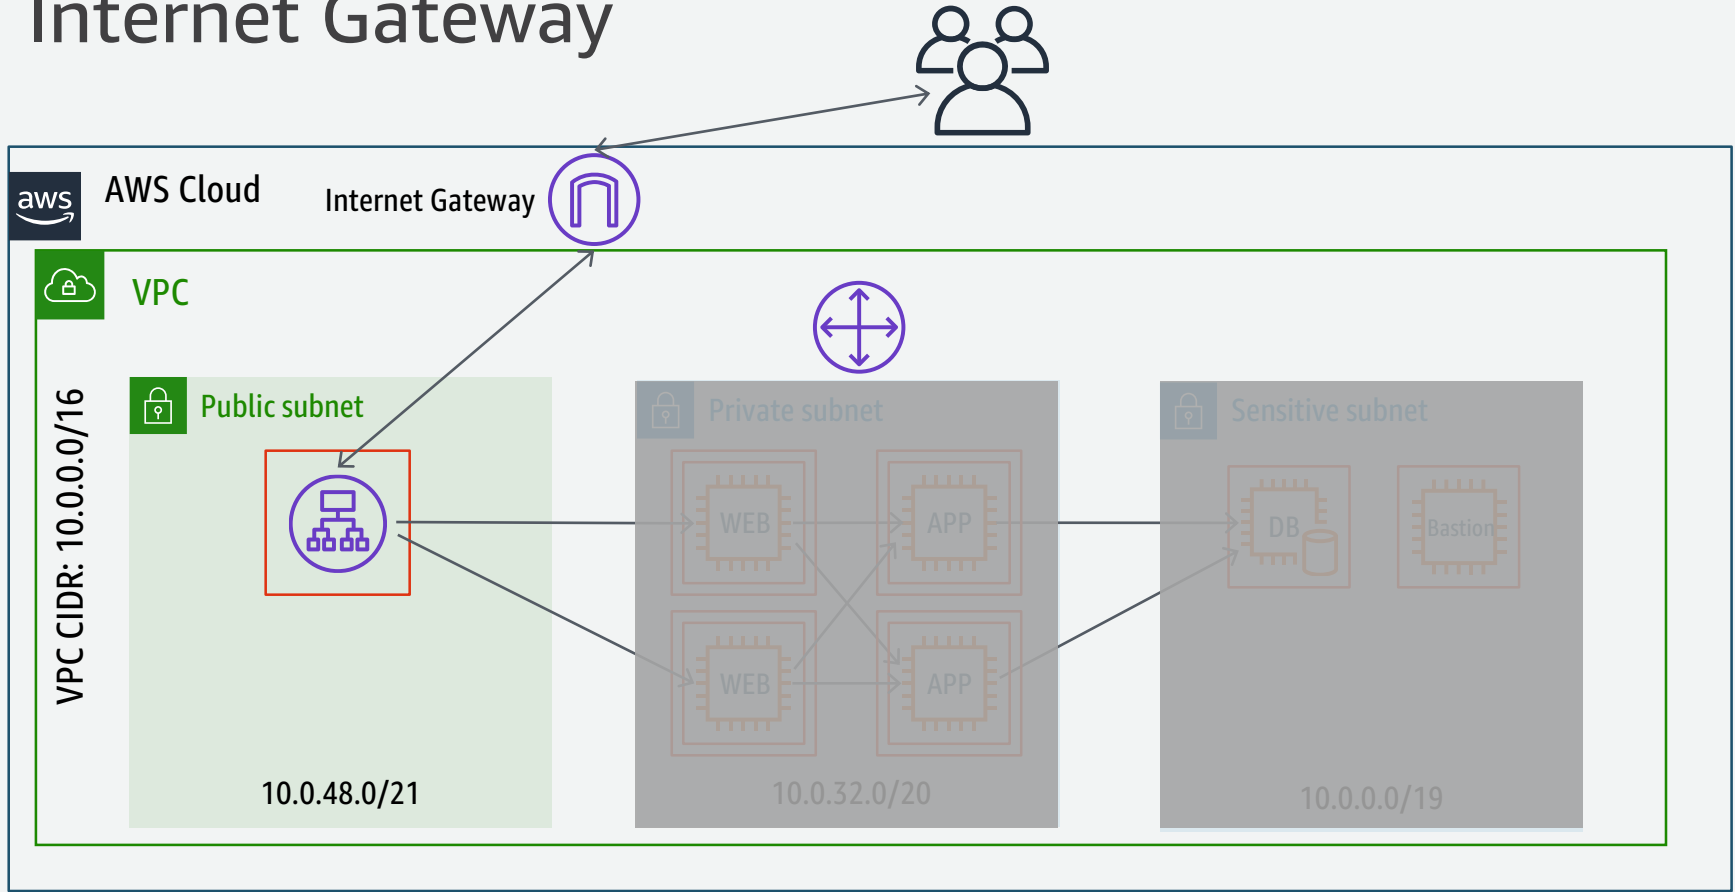 Internet Gateway
aws
AWS Cloud
Internet Gateway
VPC
VPC CIDR: 10.0.0.0/16
Public subnet
Private subnet
Sensitive subnet
WEB
APP
DB
Bastion
WEB
APP
10.0.48.0/21
10.0.32.0/20
10.0.0.0/19